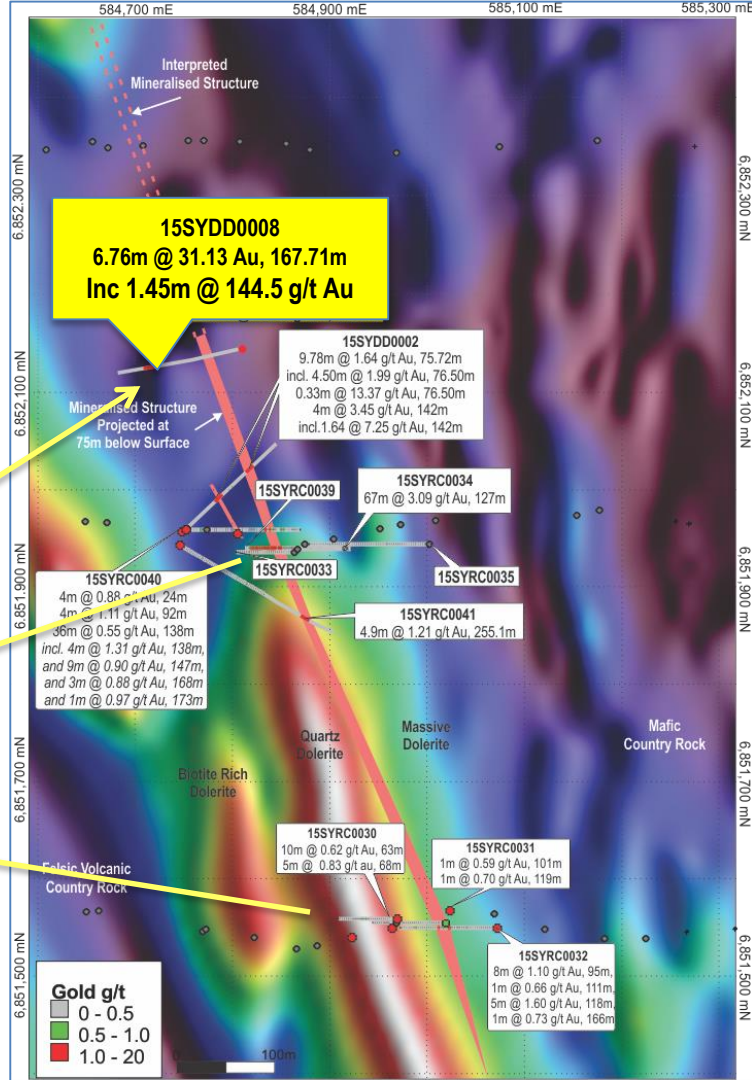 584,700 mE
584,900 mE
585,100 mE
585,300 mE
Interpreted
Mineralised Structure
6,852,300 mN
6,852,300 mN
15SYDD0008
6.76m @ 31.13 Au, 167.71m
Inc 1.45m @ 144.5 g/t Au
15SYDD0002
9.78m @ 1.64 g/t Au, 75.72m
incl. 4.50m @ 1.99 g/t Au, 76.50m
0.33m @ 13.37 g/t Au, 76.50m
4m @ 3.45 g/t Au, 142m
incl.1.64 @ 7.25 g/t Au, 142m
6,852,100 mN
6,852,100 mN
Mineralised Structure
Projected at
75m below Surface
15SYRC0039
15SYRC0034
67m @ 3.09 g/t Au, 127m
15SYRC0033
15SYRC0035
6,851,900 mN
6,851,900 mN
15SYRC0040
4m @ 0.88 g/t Au, 24m
4m @ 1.11 g/t Au, 92m
36m @ 0.55 g/t Au, 138m
incl. 4m @ 1.31 g/t Au, 138m,
and 9m @ 0.90 g/t Au, 147m,
and 3m @ 0.88 g/t Au, 168m
and 1m @ 0.97 g/t Au, 173m
15SYRC0041
4.9m @ 1.21 g/t Au, 255.1m
Quartz
Dolerite
Massive
Dolerite
Mafic
Country Rock
Biotite Rich
Dolerite
6,851,700 mN
6,851,700 mN
15SYRC0030
10m @ 0.62 g/t Au, 63m
5m @ 0.83 g/t au, 68m
15SYRC0031
1m @ 0.59 g/t Au, 101m
1m @ 0.70 g/t Au, 119m
Felsic Volcanic
Country Rock
15SYRC0032
8m @ 1.10 g/t Au, 95m,
1m @ 0.66 g/t Au, 111m,
5m @ 1.60 g/t Au, 118m,
1m @ 0.73 g/t Au, 166m
6,851,500 mN
6,851,500 mN
Gold g/t
0 - 0.5
0.5 - 1.0
1.0 - 20
0
100m